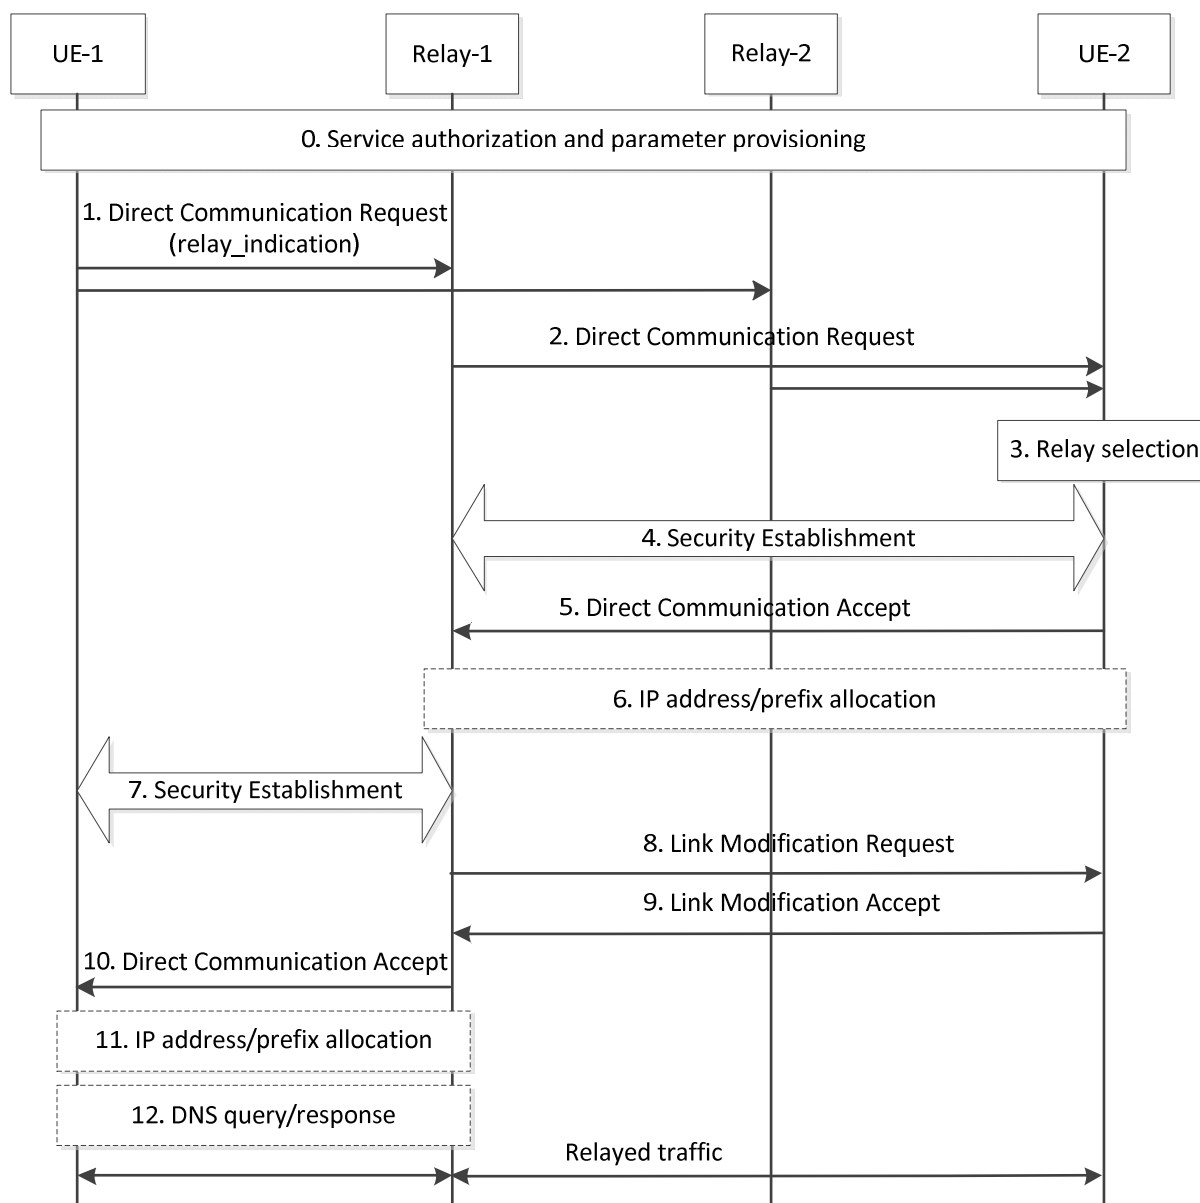 UE-1
Relay-1
Relay-2
UE-2
0. Service authorization and parameter provisioning
1. Direct Communication Request
(relay_indication)
2. Direct Communication Request
3. Relay selection
4. Security Establishment
5. Direct Communication Accept
6. IP address/prefix allocation
7. Security Establishment
8. Link Modification Request
9. Link Modification Accept
10. Direct Communication Accept
11. IP address/prefix allocation
12. DNS query/response
Relayed traffic